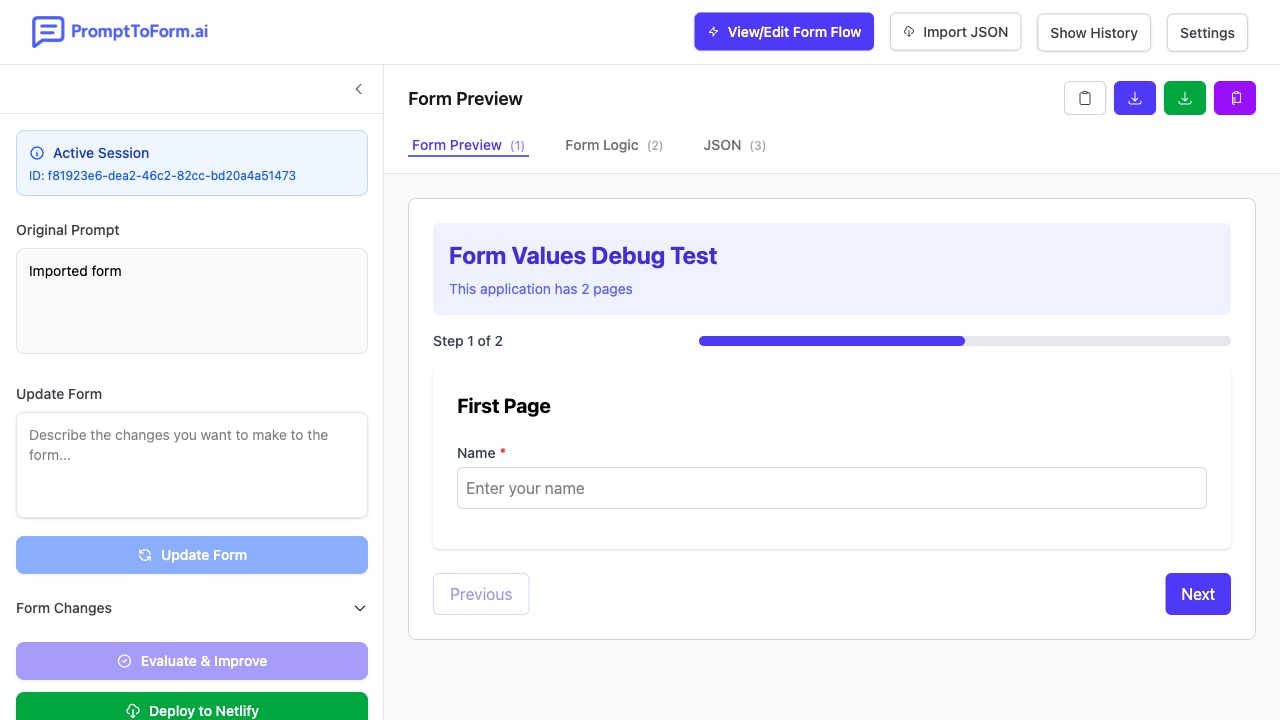 PromptToForm.ai
View/Edit Form Flow
Import JSON
Show History
Settings
Active Session
ID: f81923e6-dea2-46c2-82cc-bd20a4a51473
Original Prompt
Imported form
Update Form
Describe the changes you want to make to the
form...
Update Form
Form Changes
Evaluate & Improve
Deploy to Netlify
Form Preview
Form Preview (1)
Form Logic (2)
JSON (3)
Form Values Debug Test
This application has 2 pages
Step 1 of 2
First Page
Name *
Enter your name
Previous
Next